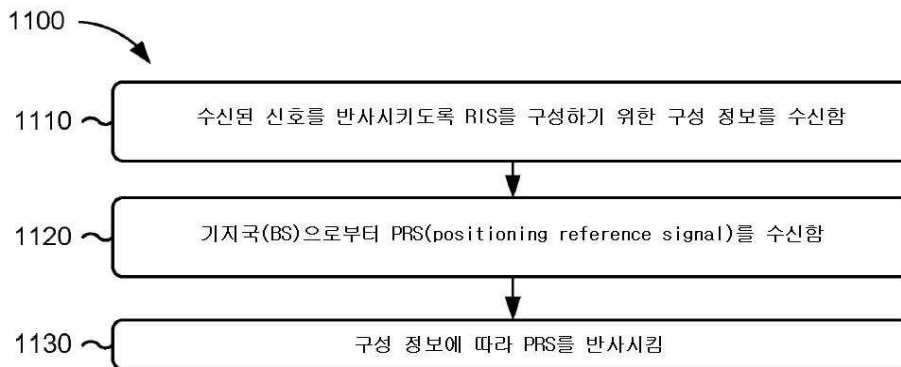 1100
1110 수신된 신호를 반사시키도록 RIS를 구성하기 위한 구성 정보를 수신함
1120 기지국(BS)으로부터 PRS(positioning reference signal)를 수신함
1130 구성 정보에 따라 PRS를 반사시킴